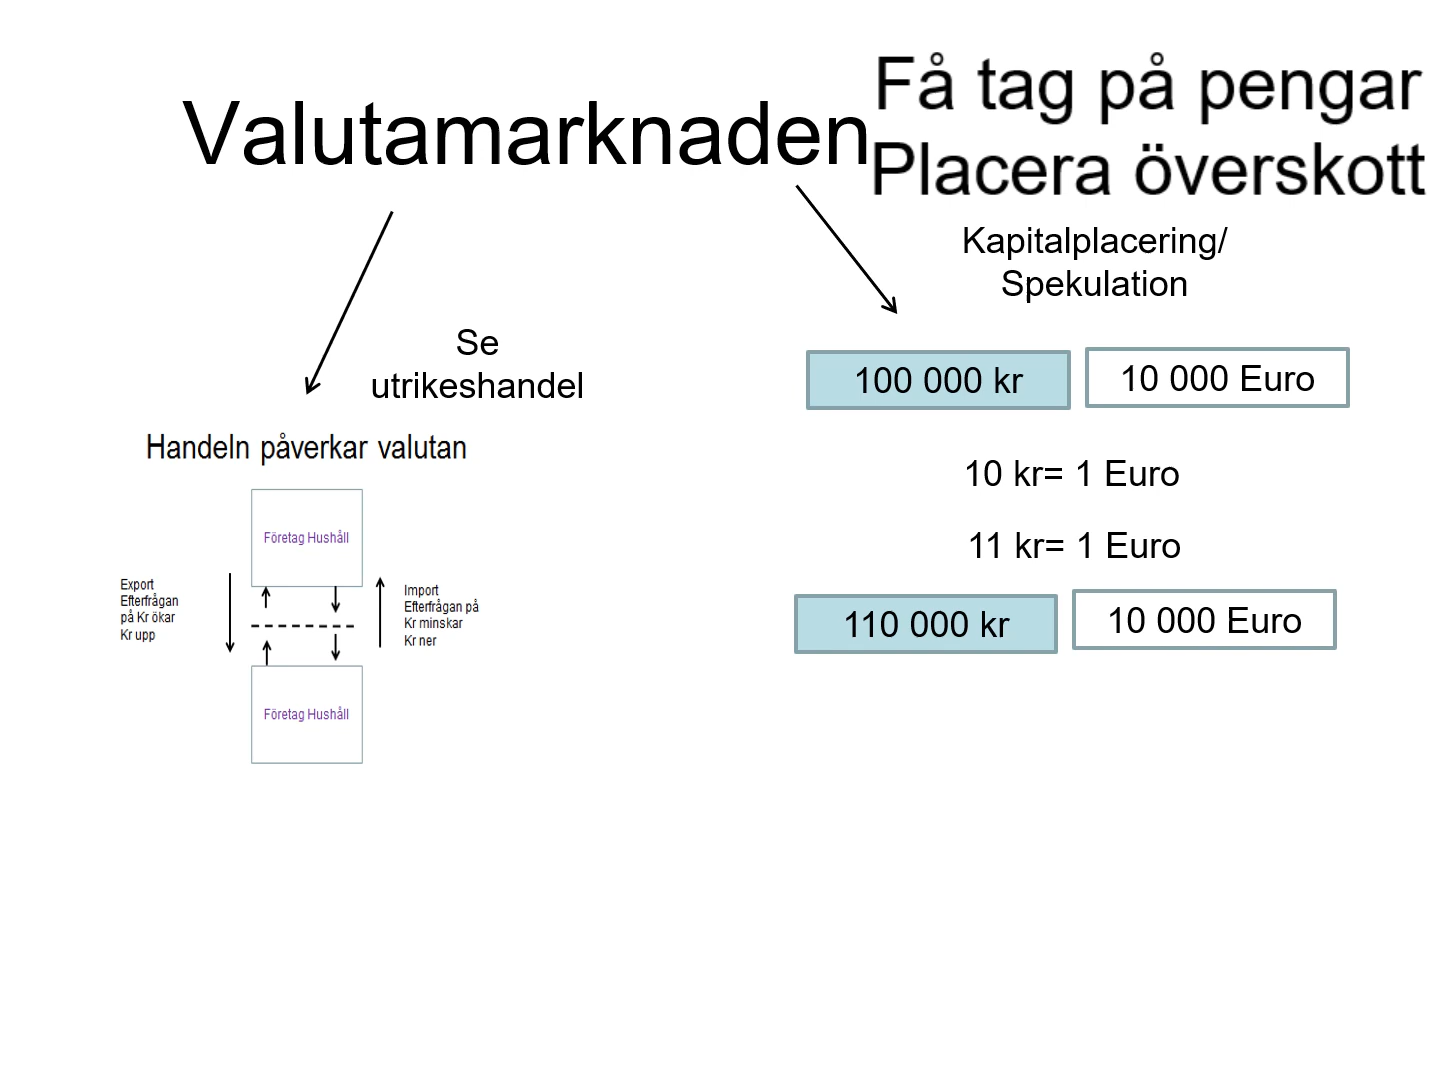 Valutamarknaden
Få tag på pengar
Placera överskott
Kapitalplacering/
Spekulation
Se
utrikeshandel
Handeln påverkar valutan
Företag Hushåll
Export
Efterfrågan
på Kr ökar
Kr upp
Import
Efterfrågan på
Kr minskar
Kr ner
Företag Hushåll
100 000 kr
10 000 Euro
10 kr= 1 Euro
11 kr= 1 Euro
110 000 kr
10 000 Euro